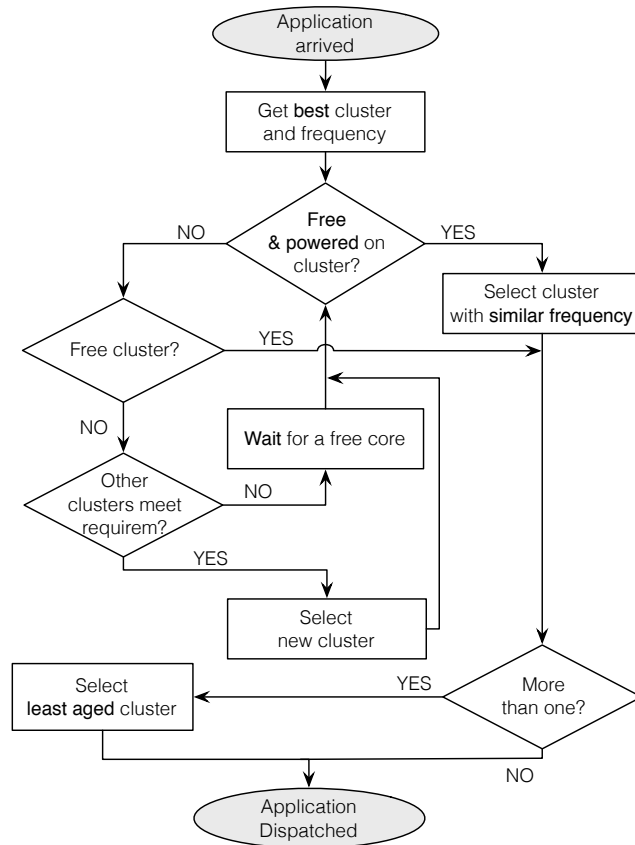 Application
arrived
Get best cluster
and frequency
Free
& powered on
cluster?
NO
YES
Select cluster
with similar frequency
Free cluster?
YES
NO
Wait for a free core
Other
clusters meet
requirem?
NO
YES
Select
new cluster
More
than one?
YES
NO
Select
least aged cluster
Application
Dispatched